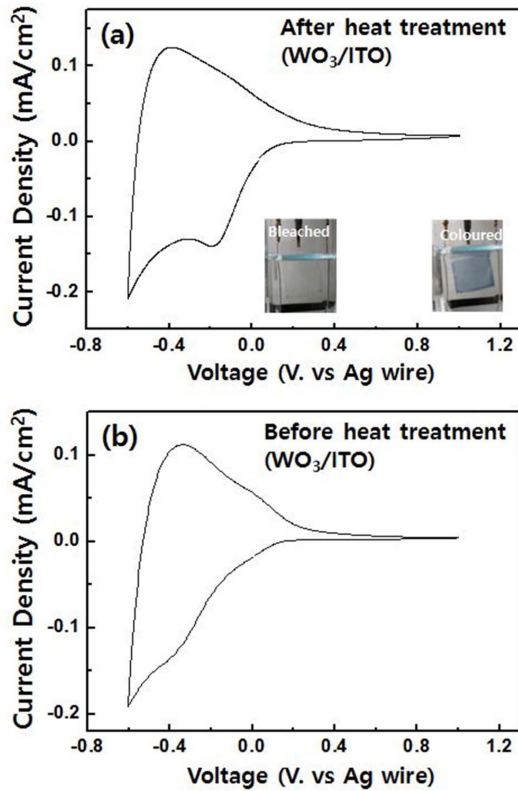 (a)
After heat treatment
(WO₃/ITO)
Current Density (mA/cm²)
0.1
0.0
-0.1
-0.2
Bleached
Coloured
-0.8 -0.4 0.0 0.4 0.8 1.2
Voltage (V. vs Ag wire)
(b)
Before heat treatment
(WO₃/ITO)
Current Density (mA/cm²)
0.1
0.0
-0.1
-0.2
-0.8 -0.4 0.0 0.4 0.8 1.2
Voltage (V. vs Ag wire)